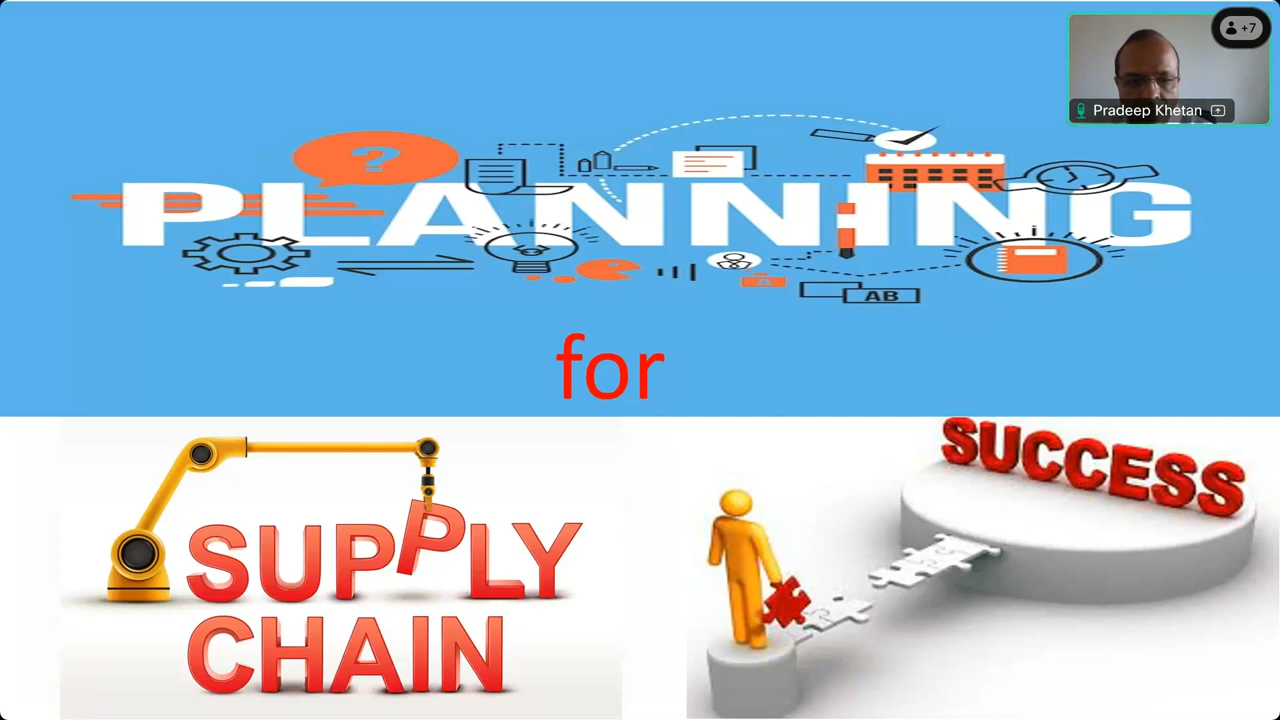 +7
Pradeep Khetan
?
PLANNING
A
AB
for
SUPPLY
CHAIN
SUCCESS